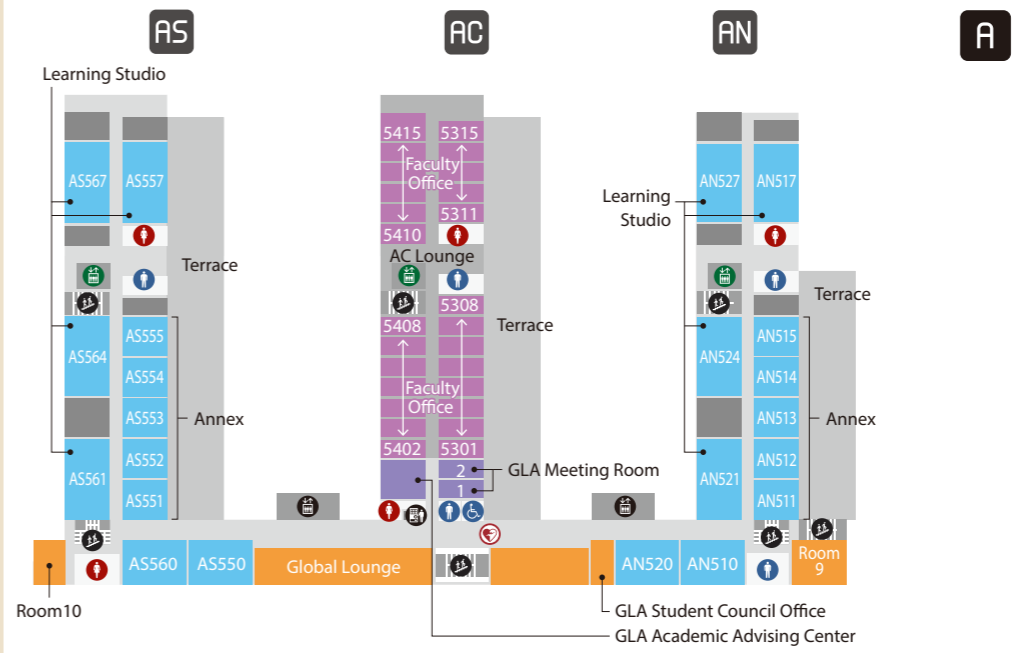 AS
AC
AN
A
Learning Studio
AS567
AS557
Terrace
AS564
AS555
AS554
AS553
AS552
AS551
AS561
Annex
5415
5315
Faculty
Office
5311
5410
AC Lounge
5308
5408
Terrace
Faculty
Office
5402
5301
2
1
GLA Meeting Room
Learning
Studio
AN527
AN517
Terrace
AN524
AN515
AN514
AN513
AN512
AN511
AN521
Annex
AS560
AS550
Global Lounge
AN520
AN510
Room
9
Room10
GLA Student Council Office
GLA Academic Advising Center